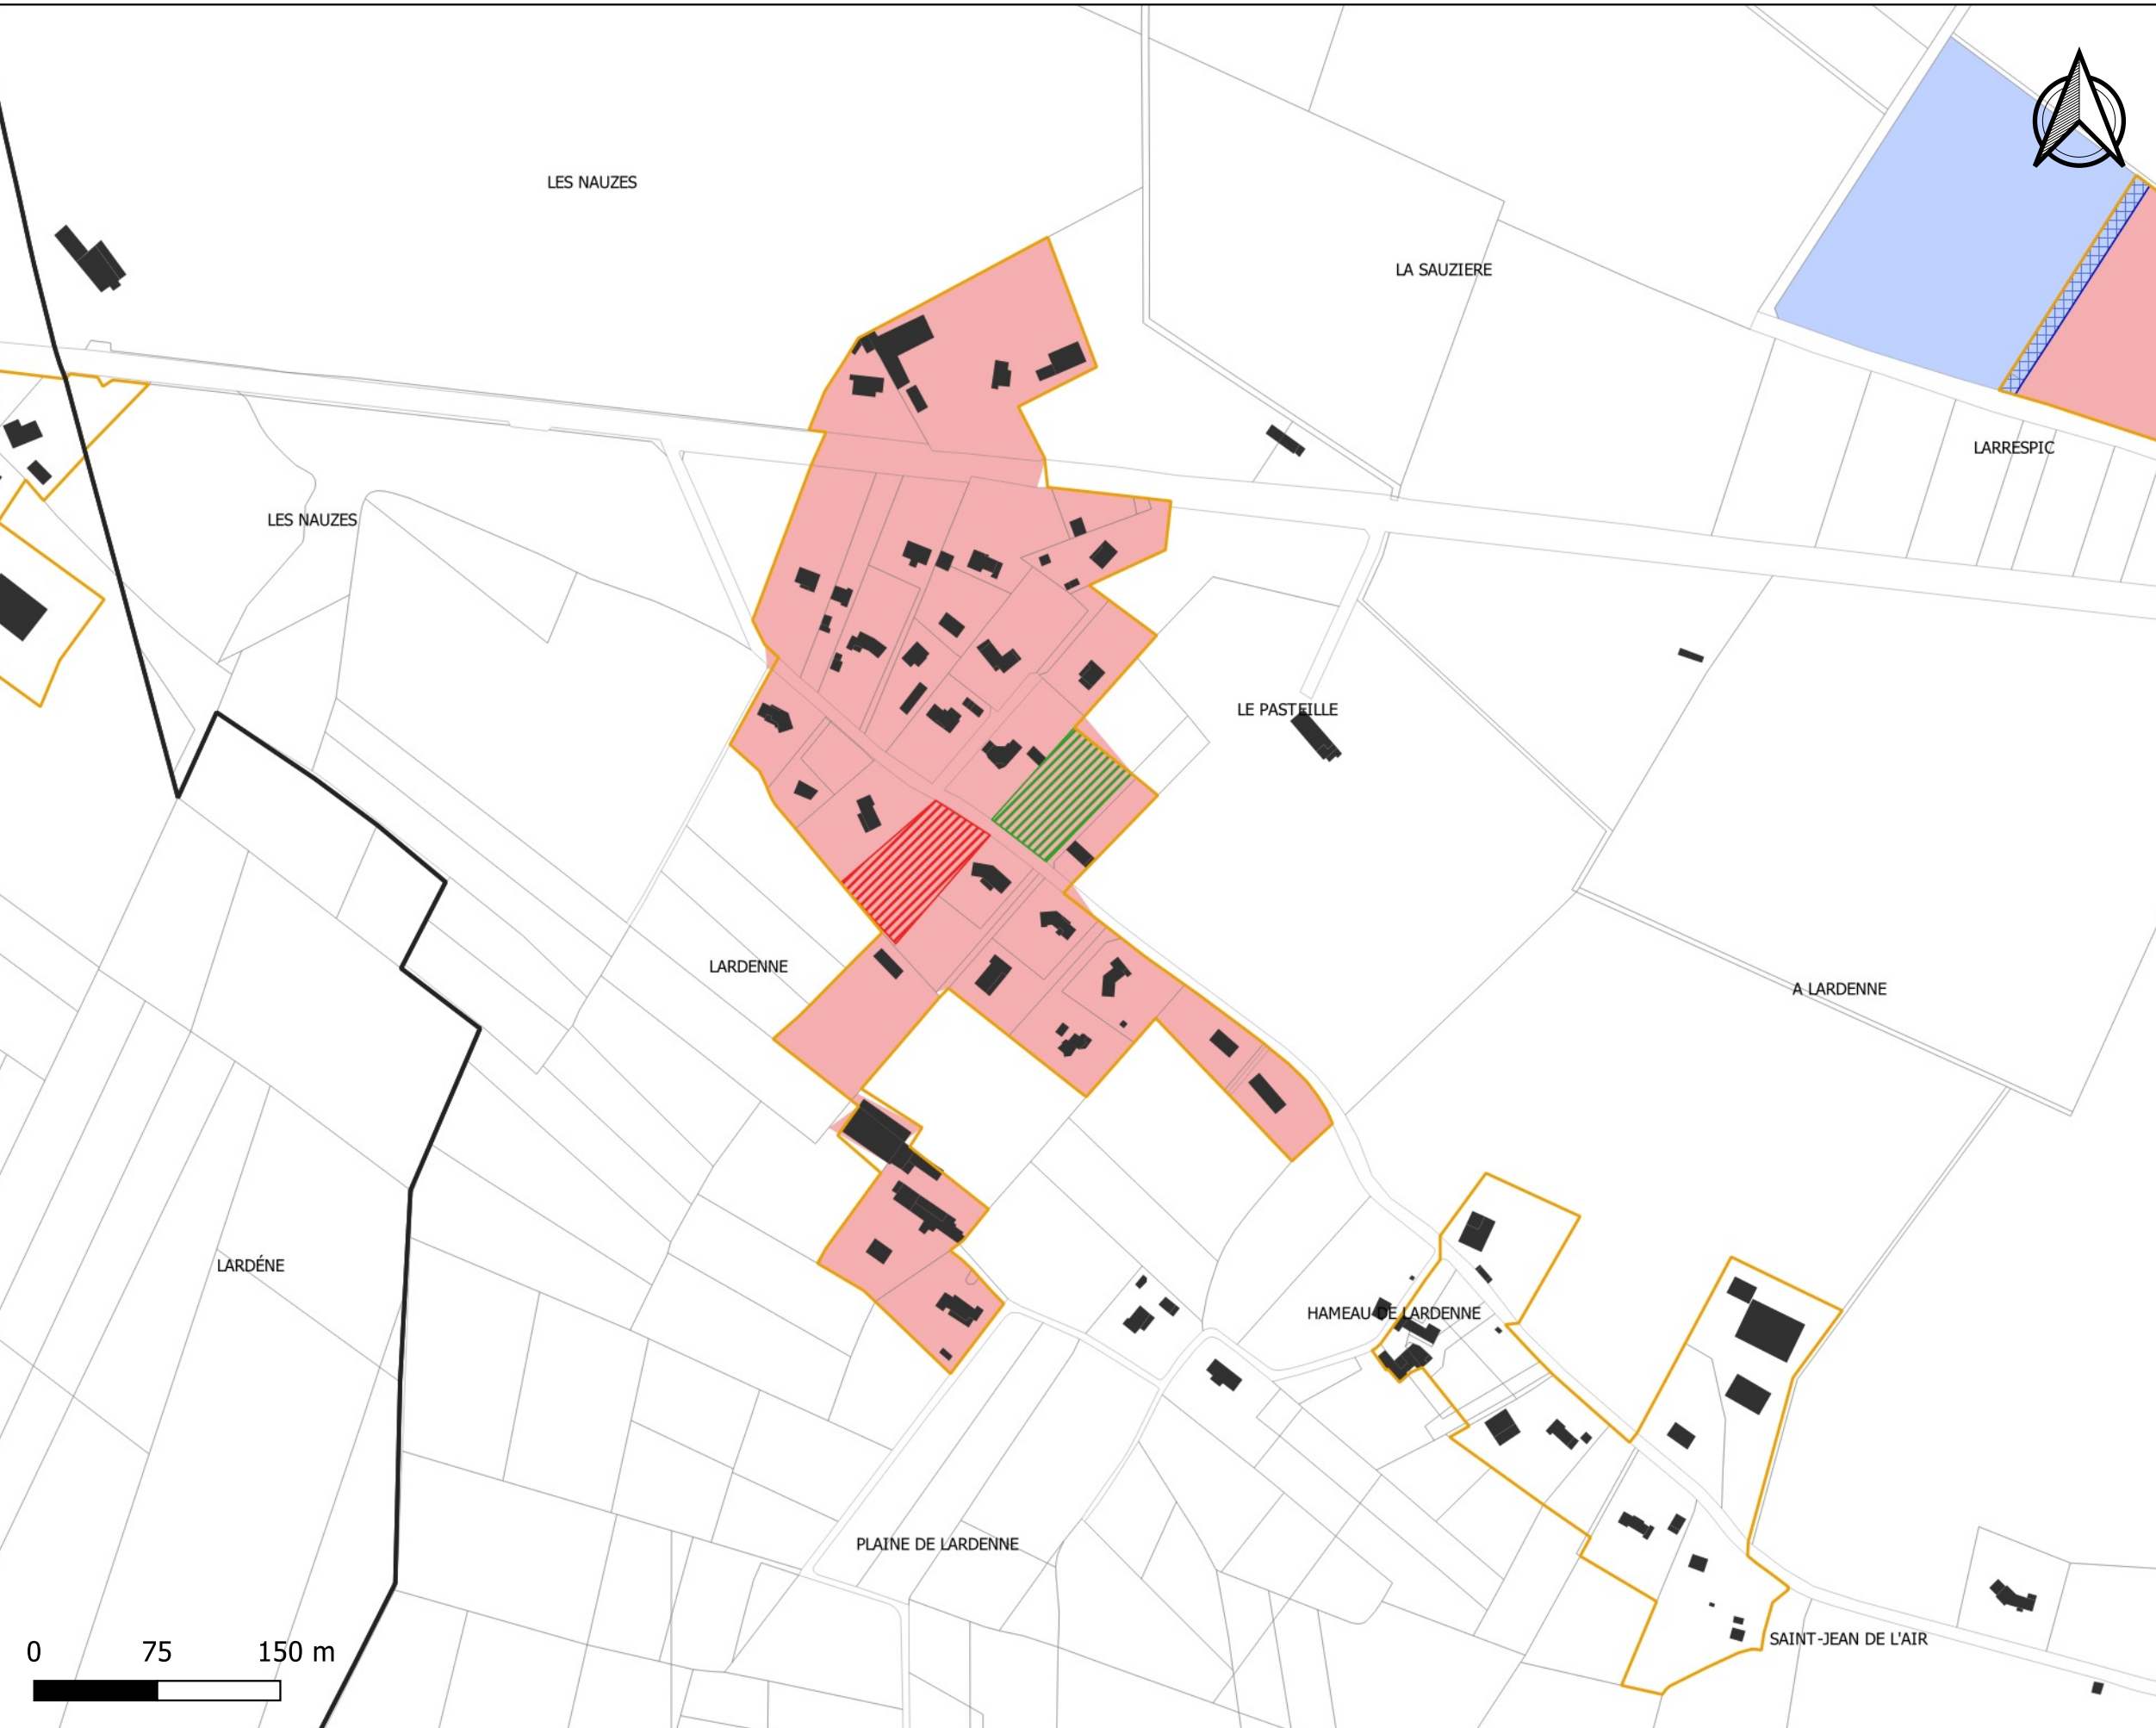 LES NAUZES
LA SAUZIERE
LARRESPIC
LES NAUZES
LE PASTEILLE
LARDENNE
A LARDENNE
LARDÉNE
HAMEAU DE LARDENNE
PLAINE DE LARDENNE
SAINT-JEAN DE L'AIR
0 75 150 m